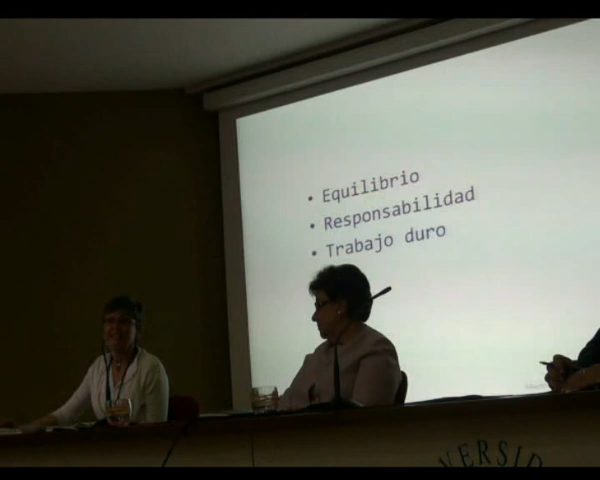 • Equilibrio
• Responsabilidad
• Trabajo duro
VERSID